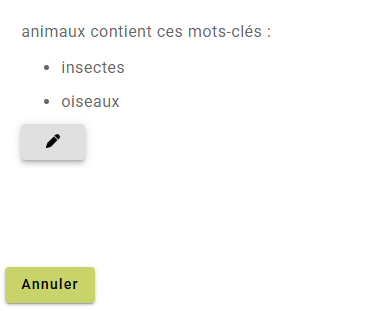 animaux contient ces mots-clés :
insectes
oiseaux
Annuler